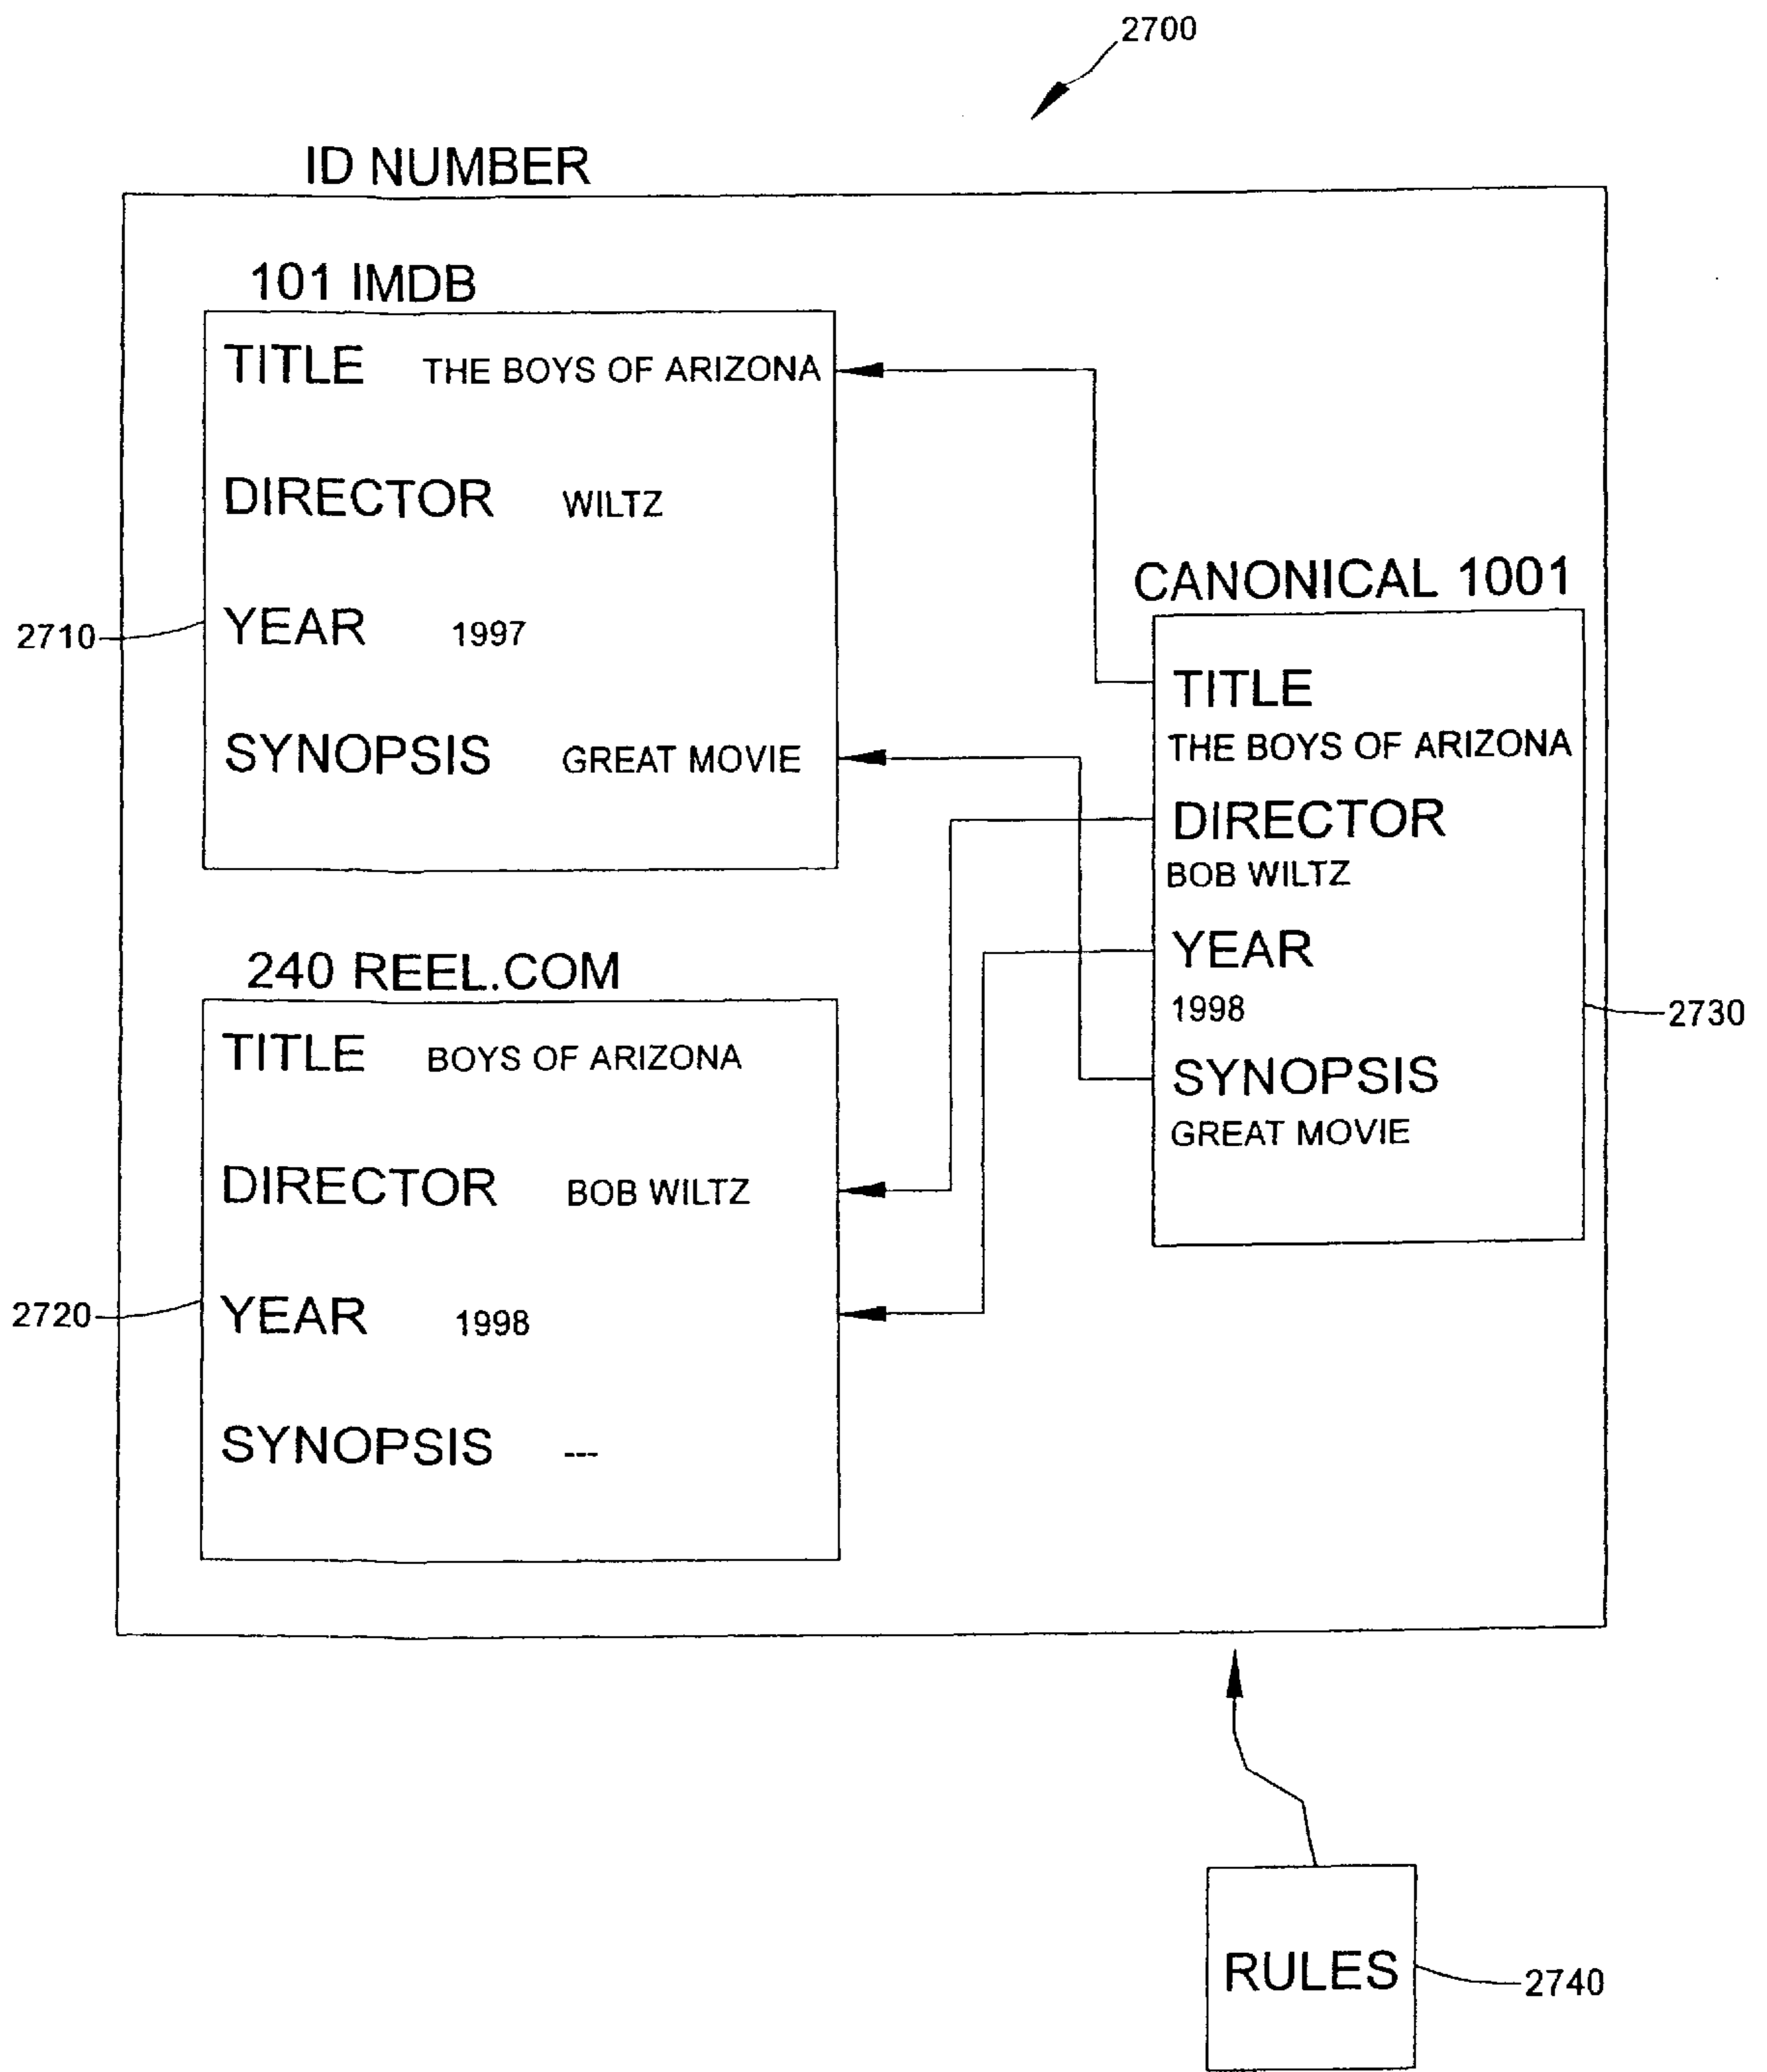 2700
ID NUMBER
101 IMDB
TITLE THE BOYS OF ARIZONA
DIRECTOR WILTZ
YEAR 1997
2710
SYNOPSIS GREAT MOVIE
240 REEL.COM
TITLE BOYS OF ARIZONA
DIRECTOR BOB WILTZ
YEAR 1998
2720
SYNOPSIS ---
CANONICAL 1001
TITLE
THE BOYS OF ARIZONA
DIRECTOR
BOB WILTZ
YEAR
1998
2730
SYNOPSIS
GREAT MOVIE
RULES
2740